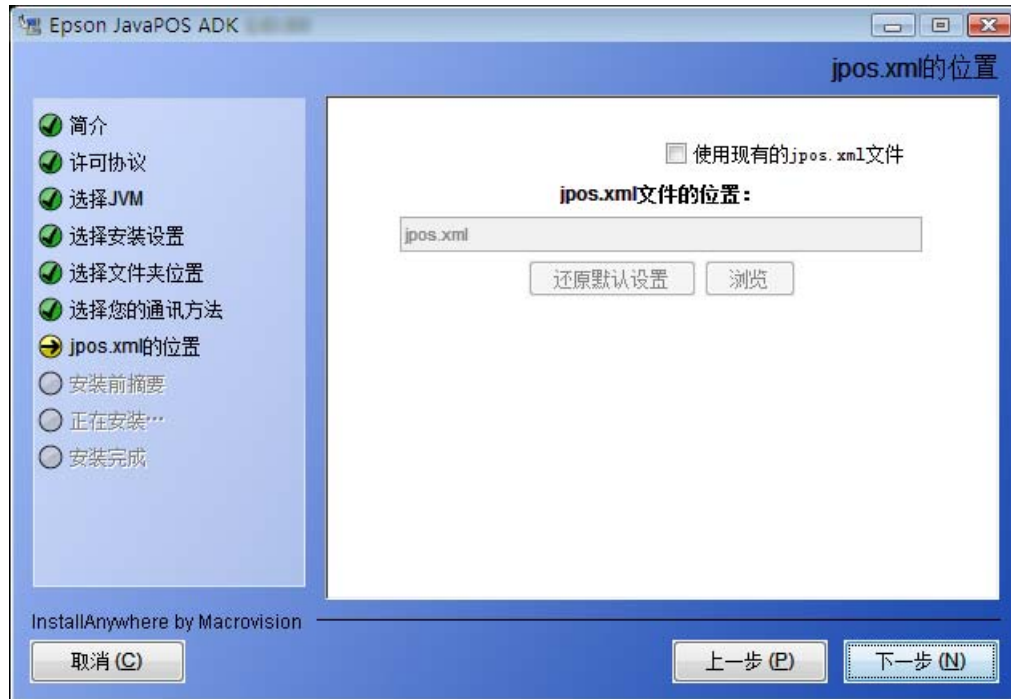 Epson JavaPOS ADK
jpos.xml的位置
简介
许可协议
选择JVM
选择安装设置
选择文件夹位置
选择您的通讯方法
jpos.xml的位置
安装前摘要
正在安装…
安装完成
使用现有的jpos.xml文件
jpos.xml文件的位置：
jpos.xml
还原默认设置 浏览
InstallAnywhere by Macrovision
取消(C) 上一步(P) 下一步(N)